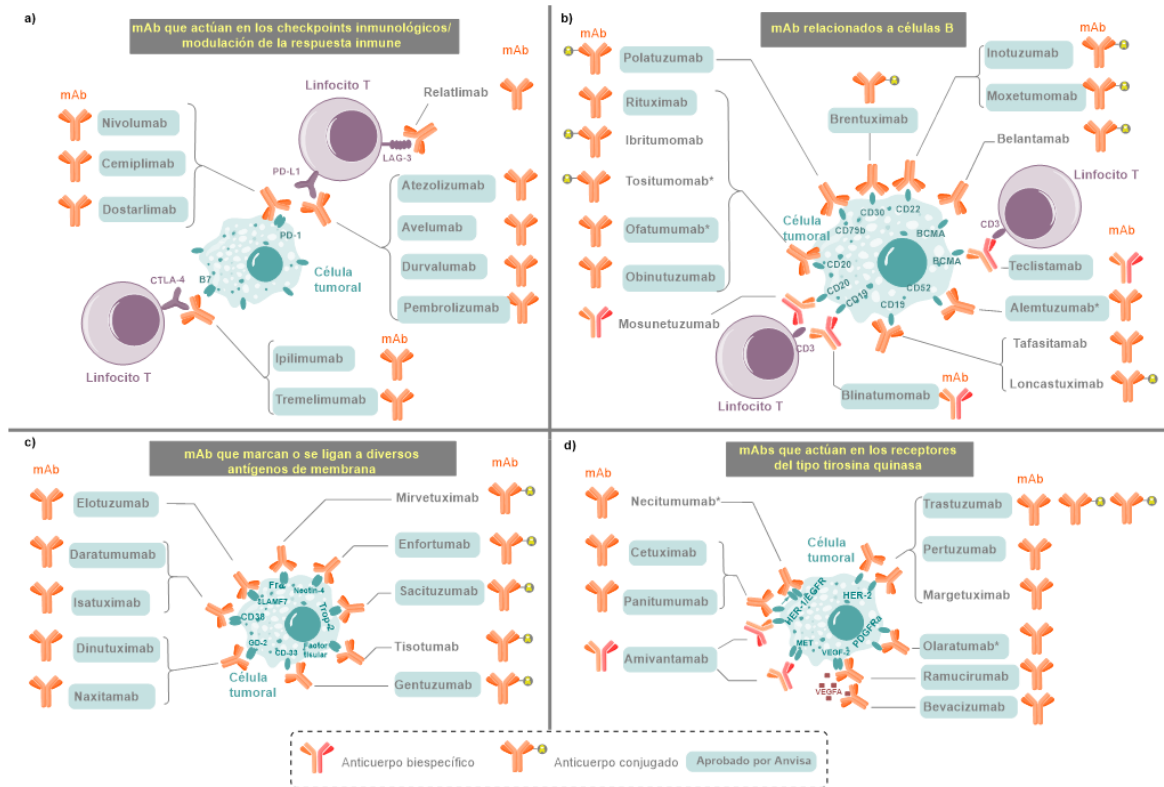 a)
mAb que actúan en los checkpoints inmunológicos/
modulación de la respuesta inmune
Linfocito T
mAb
Relatlimab
mAb
Nivolumab
Cemiplimab
Dostarlimab
LAG-3
PD-L1
Atezolizumab
Avelumab
Durvalumab
Pembrolizumab
PD-1
Célula
tumoral
B7
CTLA-4
Linfocito T
mAb
Ipilimumab
Tremelimumab
b)
mAb relacionados a células B
mAb
Polatuzumab
Rituximab
Ibritumomab
Tositumomab*
Ofatumumab*
Obinutuzumab
Mosunetuzumab
Brentuximab
mAb
Inotuzumab
Moxetumomab
Belantamab
Linfocito T
CD3
mAb
Teclistamab
Alemtuzumab*
Tafasitamab
Loncastuximab
Célula
tumoral
CD79b
CD30
CD22
BCMA
BCMA
CD20
CD20
CD19
CD19
CD52
CD3
Linfocito T
mAb
Blinatumomab
c)
mAb que marcan o se ligan a diversos
antígenos de membrana
mAb
Elotuzumab
Daratumumab
Isatuximab
Dinutuximab
Naxitamab
mAb
Mirvetuximab
Enfortumab
Sacituzumab
Tisotumab
Gentuzumab
Frα
SLAMF7
Nectin-4
CD38
Trop-2
GD-2
CD-33
Factor
tisular
Célula
tumoral
d)
mAbs que actúan en los receptores
del tipo tirosina quinasa
mAb
Necitumumab*
Cetuximab
Panitumumab
Amivantamab
Célula
tumoral
mAb
Trastuzumab
Pertuzumab
Margetuximab
Olaratumab*
Ramucirumab
Bevacizumab
HER-1/EGFR
HER-2
PDGFRa
MET
VEGF-2
VEGFA
Anticuerpo biespecífico
Anticuerpo conjugado
Aprobado por Anvisa